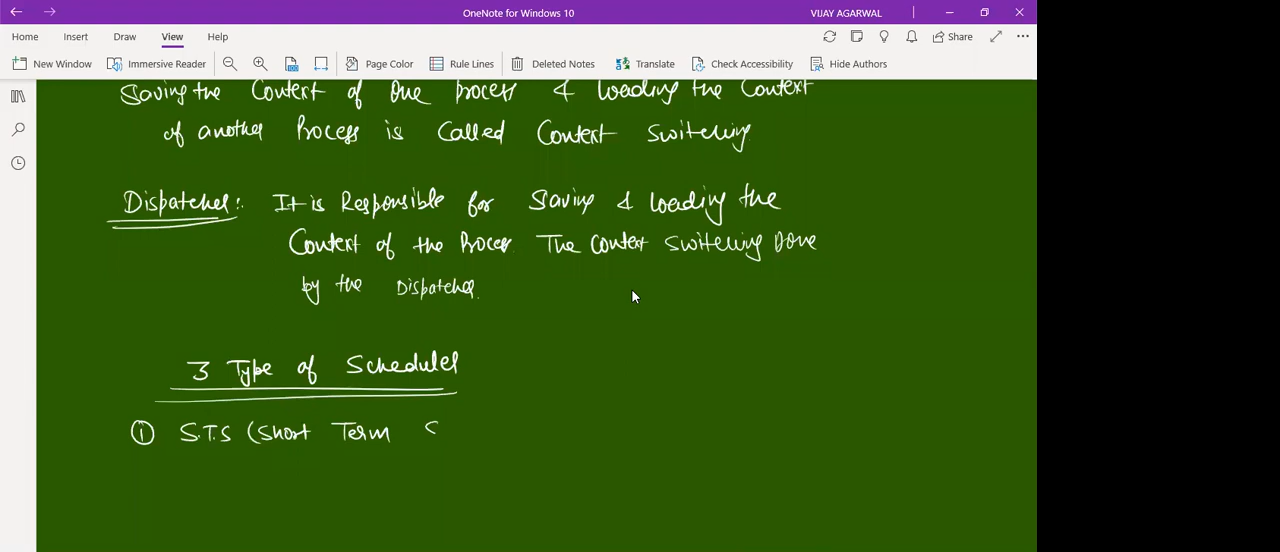 OneNote for Windows 10
VIJAY AGARWAL
Home Insert Draw View Help
Share
New Window Immersive Reader Page Color Rule Lines Deleted Notes Translate Check Accessibility Hide Authors
Saving the Context of One Process & Loading the Context
of another Process is Called Context Switering.
Dispatcher:. It is Responsible for Saving & Loading the
Context of the Process. The Context Switering Done
by the Dispatcher.
3 Type of Scheduler
① S.T.S (Short Term S